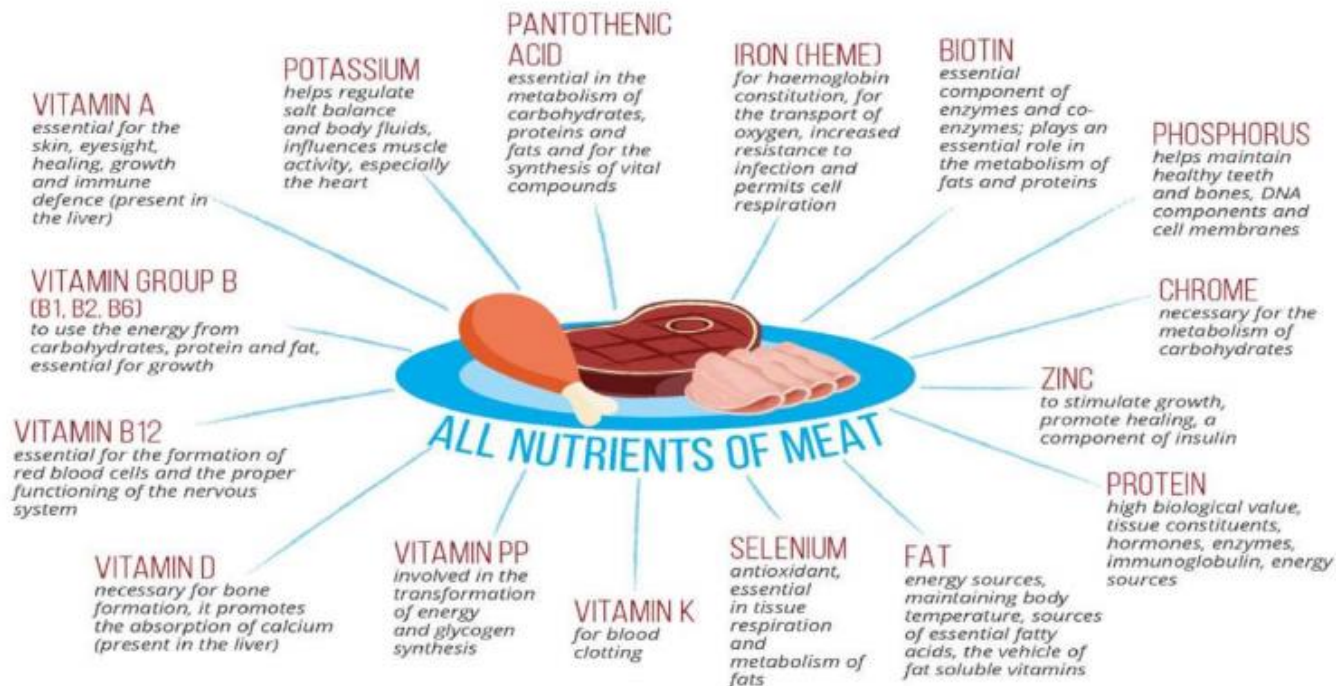 PANTOTHENIC
ACID
essential in the
metabolism of
carbohydrates,
proteins and
fats and for the
synthesis of vital
compounds
IRON (HEME)
for haemoglobin
constitution, for
the transport of
oxygen, increased
resistance to
infection and
permits cell
respiration
BIOTIN
essential
component of
enzymes and co-
enzymes; plays an
essential role in
the metabolism of
fats and proteins
POTASSIUM
helps regulate
salt balance
and body fluids,
influences muscle
activity, especially
the heart
VITAMIN A
essential for the
skin, eyesight,
healing, growth
and immune
defence (present in
the liver)
PHOSPHORUS
helps maintain
healthy teeth
and bones, DNA
components and
cell membranes
VITAMIN GROUP B
(B1, B2, B6)
to use the energy from
carbohydrates, protein and fat,
essential for growth
CHROME
necessary for the
metabolism of
carbohydrates
ZINC
to stimulate growth,
promote healing, a
component of insulin
VITAMIN B12
essential for the formation of
red blood cells and the proper
functioning of the nervous
system
ALL NUTRIENTS OF MEAT
PROTEIN
high biological value,
tissue constituents,
hormones, enzymes,
immunoglobulin, energy
sources
VITAMIN D
necessary for bone
formation, it promotes
the absorption of calcium
(present in the liver)
VITAMIN PP
involved in the
transformation
of energy
and glycogen
synthesis
VITAMIN K
for blood
clotting
SELENIUM
antioxidant,
essential
in tissue
respiration
and
metabolism of
fats
FAT
energy sources,
maintaining body
temperature, sources
of essential fatty
acids, the vehicle of
fat soluble vitamins